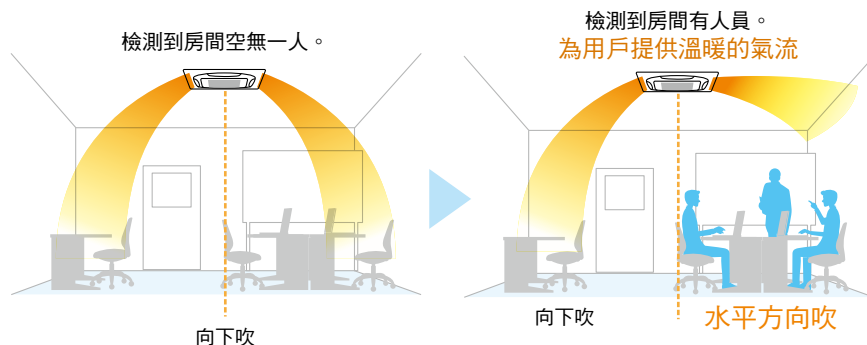 檢測到房間空無一人。
向下吹
檢測到房間有人員。
為用戶提供溫暖的氣流
向下吹
水平方向吹